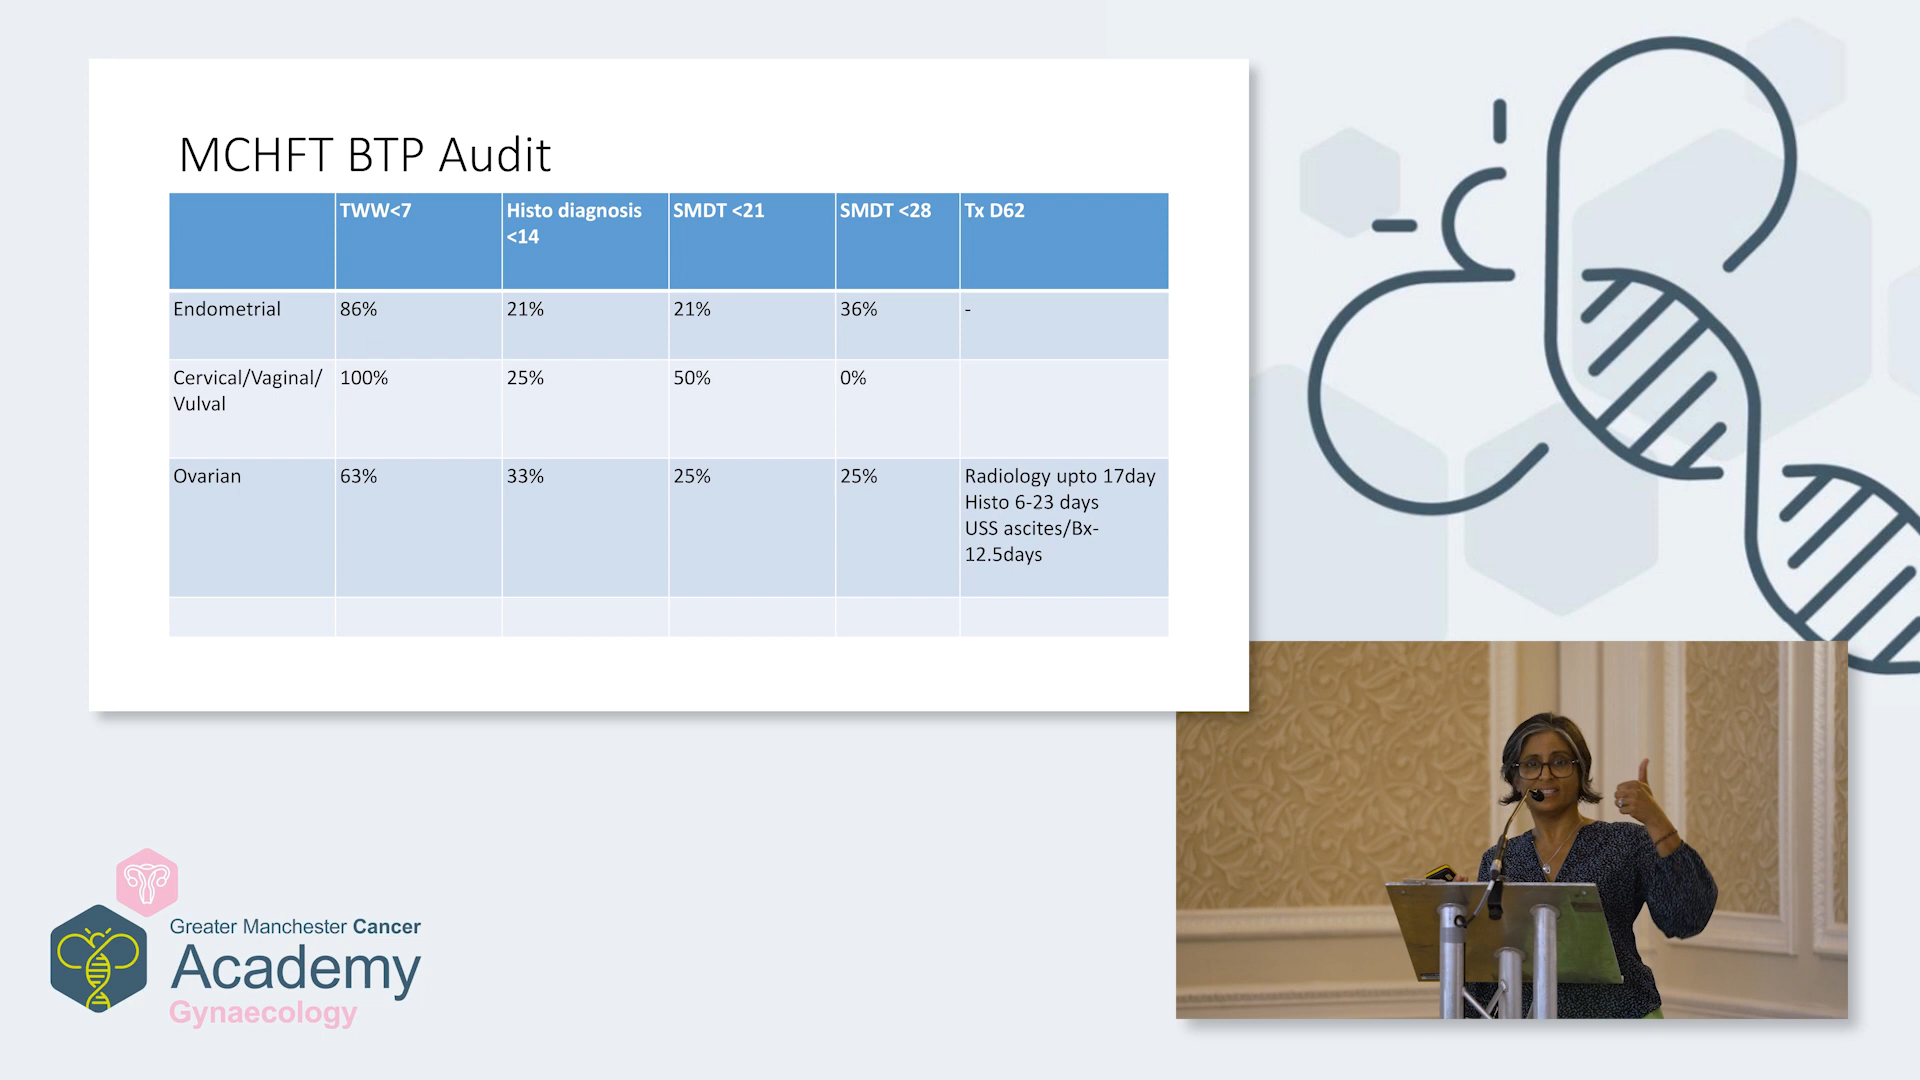 MCHFT BTP Audit
TWW<7
Histo diagnosis
<14
SMDT <21
SMDT <28
Tx D62
Endometrial
86%
21%
21%
36%
-
Cervical/Vaginal/
Vulval
100%
25%
50%
0%
Ovarian
63%
33%
25%
25%
Radiology upto 17day
Histo 6-23 days
USS ascites/Bx-
12.5days
Greater Manchester Cancer
Academy
Gynaecology